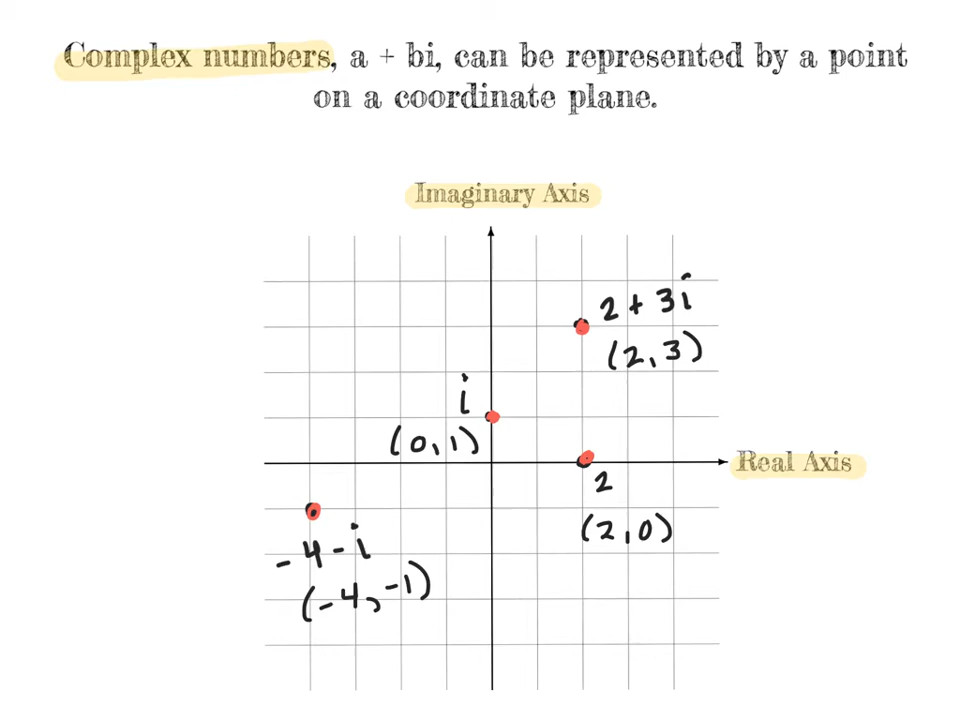 Complex numbers, a + bi, can be represented by a point
on a coordinate plane.
Imaginary Axis
2 + 3i
(2, 3)
i
(0, 1)
Real Axis
2
(2, 0)
-4 - i
(-4, -1)